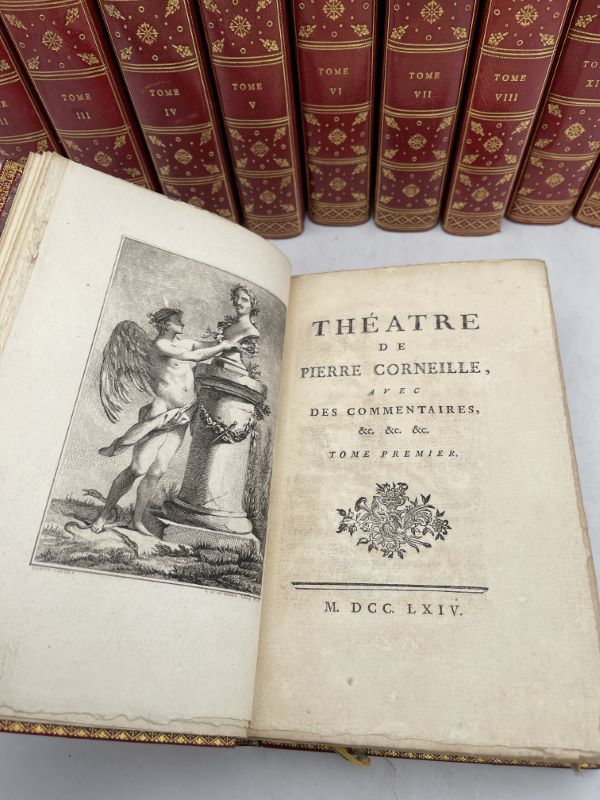 TOME
III
TOME
IV
TOME
V
TOME
VI
TOME
VII
TOME
VIII
THÉATRE
DE
PIERRE CORNEILLE,
AVEC
DES COMMENTAIRES,
&c. &c. &c.
TOME PREMIER.
M. DCC. LXIV.